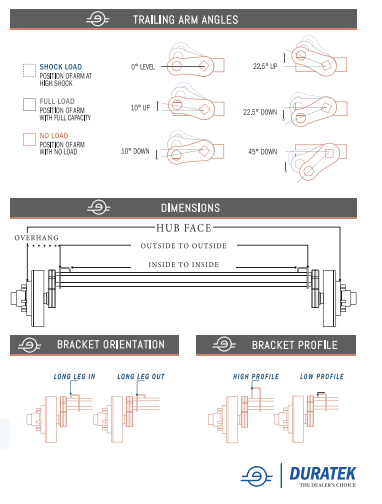 TRAILING ARM ANGLES
SHOCK LOAD
POSITION OF ARM AT
HIGH SHOCK
FULL LOAD
POSITION OF ARM
WITH FULL CAPACITY
NO LOAD
POSITION OF ARM
WITH NO LOAD
0° LEVEL
22.5° UP
10° UP
22.5° DOWN
10° DOWN
45° DOWN
DIMENSIONS
HUB FACE
OVERHANG
OUTSIDE TO OUTSIDE
INSIDE TO INSIDE
BRACKET ORIENTATION
BRACKET PROFILE
LONG LEG IN
LONG LEG OUT
HIGH PROFILE
LOW PROFILE
DURATEK
THE DEALER'S CHOICE